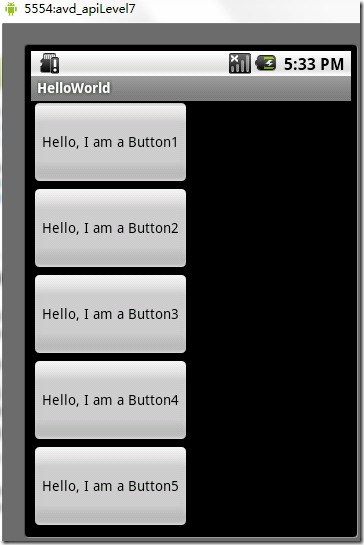 5554:avd_apiLevel7
5:33 PM
HelloWorld
Hello, I am a Button1
Hello, I am a Button2
Hello, I am a Button3
Hello, I am a Button4
Hello, I am a Button5